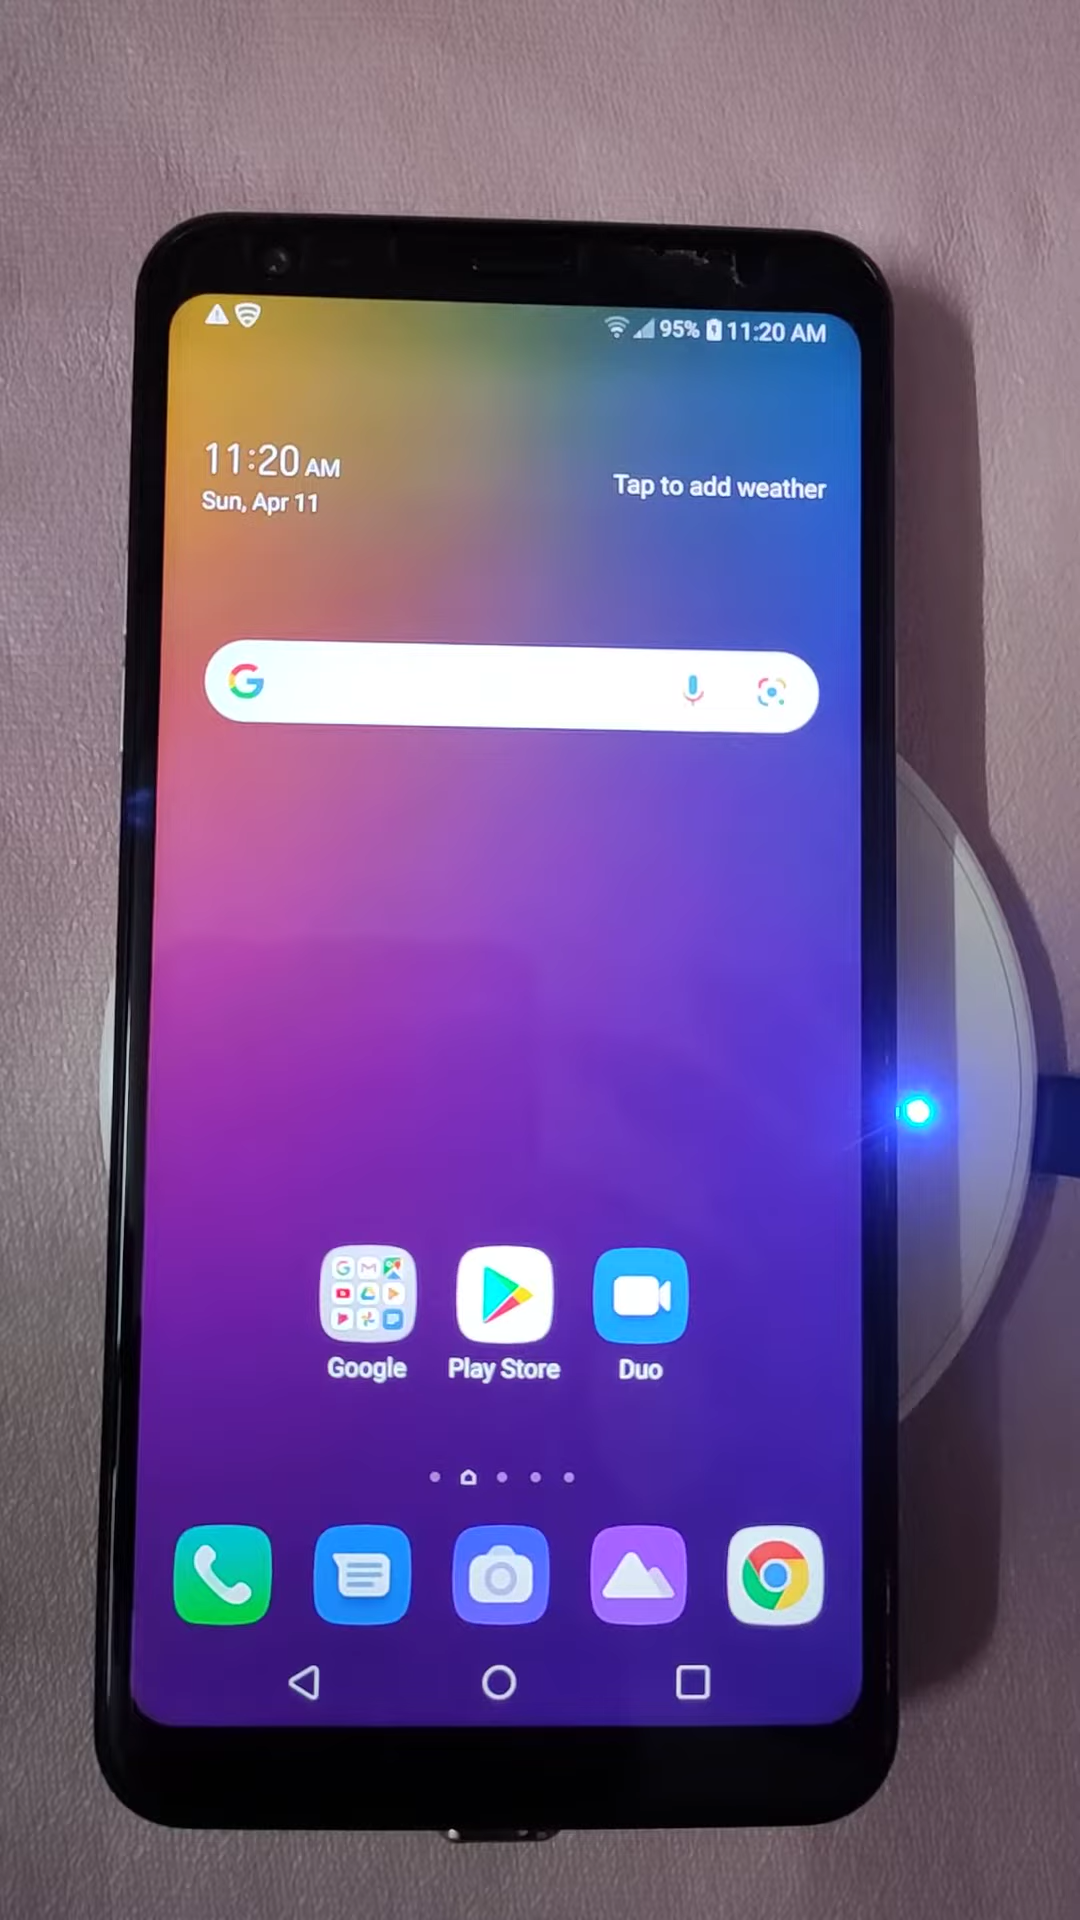 95% 11:20 AM
11:20 AM
Sun, Apr 11
Tap to add weather
G
Google
Play Store
Duo